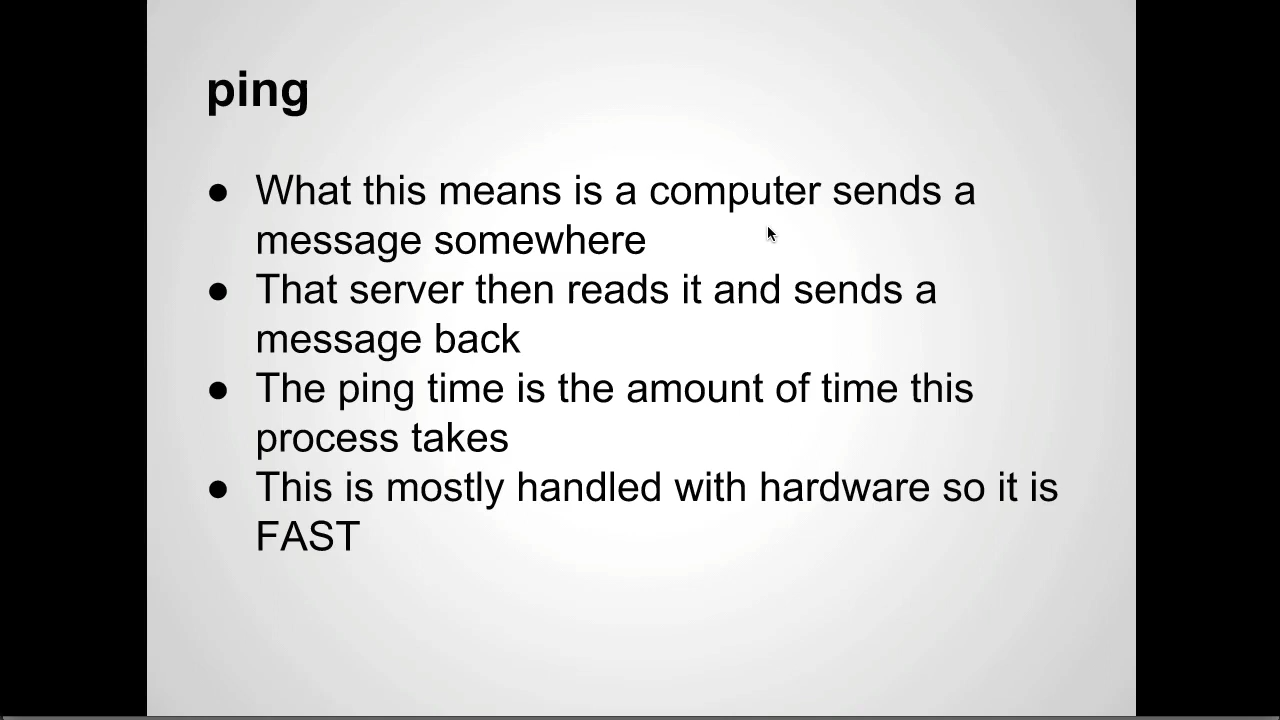 ping
● What this means is a computer sends a
message somewhere
● That server then reads it and sends a
message back
● The ping time is the amount of time this
process takes
● This is mostly handled with hardware so it is
FAST